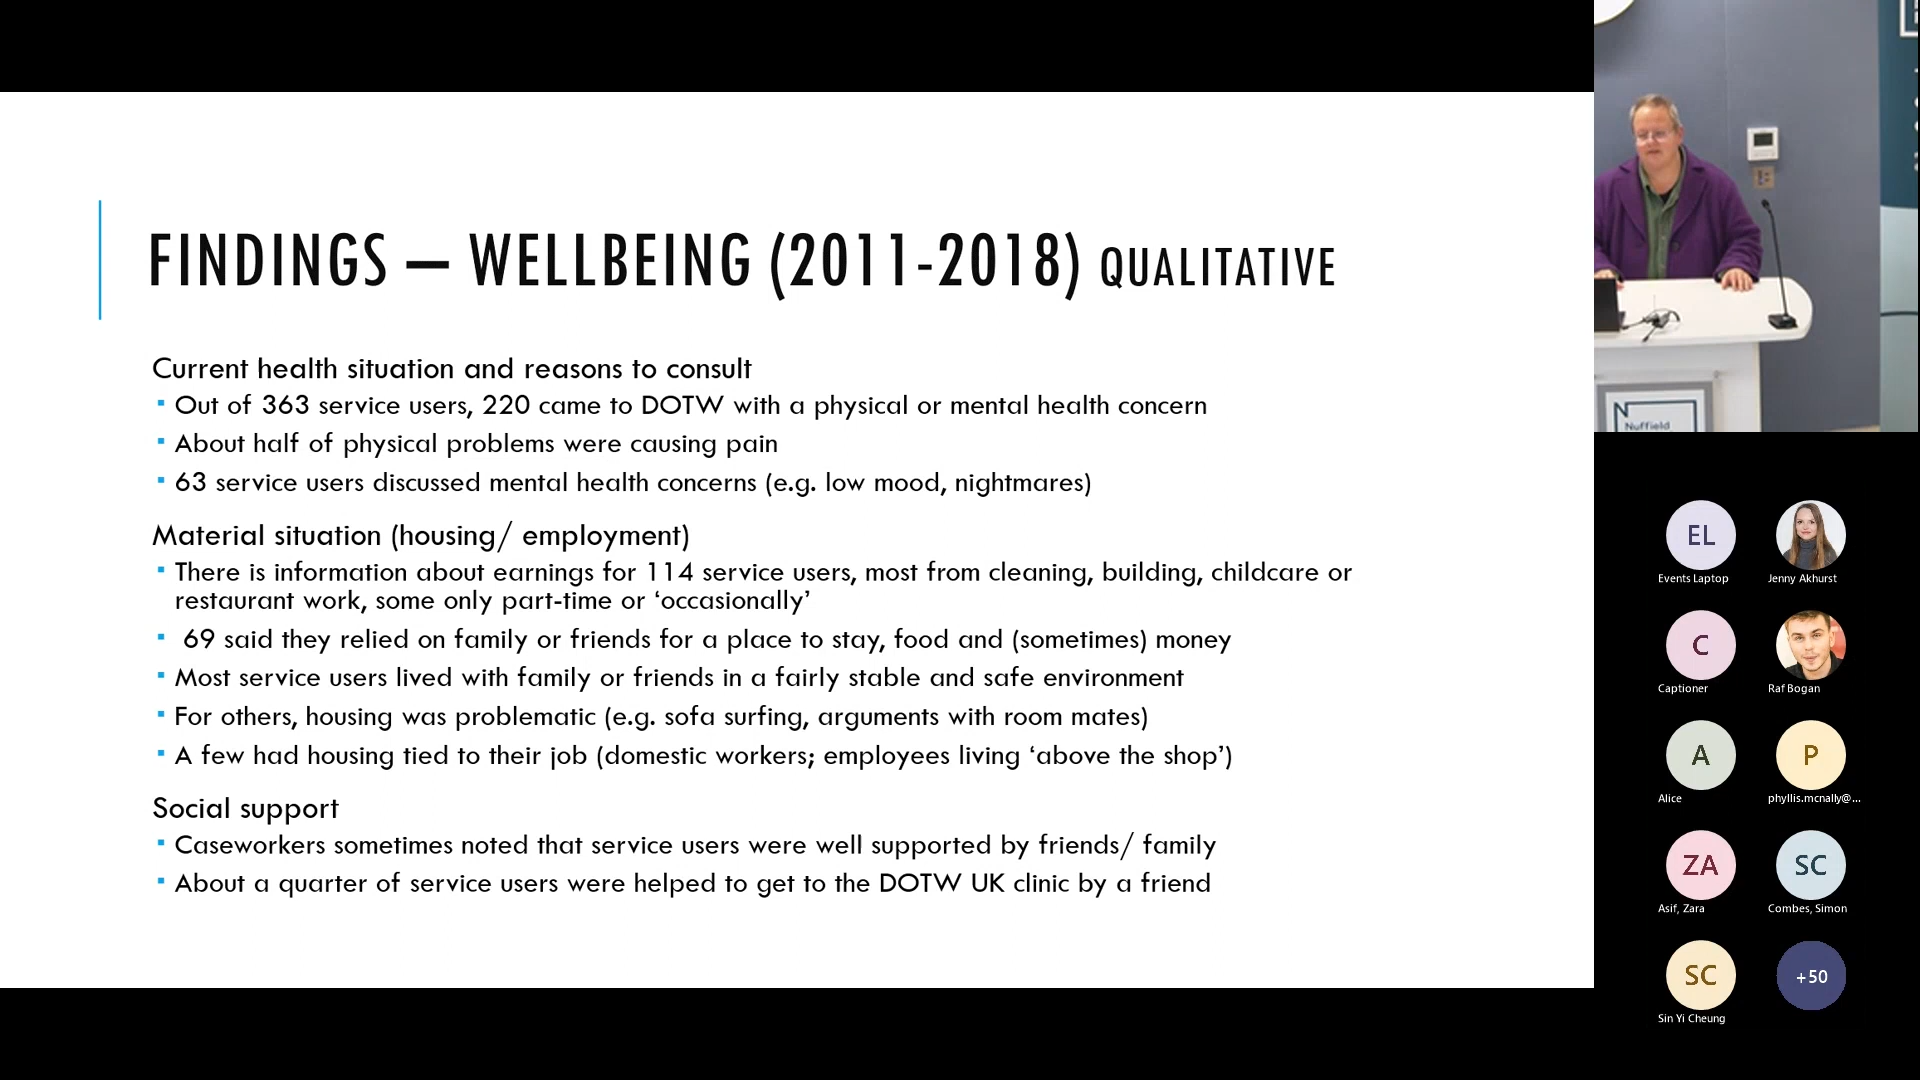 FINDINGS – WELLBEING (2011-2018) QUALITATIVE
Current health situation and reasons to consult
▪ Out of 363 service users, 220 came to DOTW with a physical or mental health concern
▪ About half of physical problems were causing pain
▪ 63 service users discussed mental health concerns (e.g. low mood, nightmares)
Material situation (housing/ employment)
▪ There is information about earnings for 114 service users, most from cleaning, building, childcare or
restaurant work, some only part-time or ‘occasionally’
▪ 69 said they relied on family or friends for a place to stay, food and (sometimes) money
▪ Most service users lived with family or friends in a fairly stable and safe environment
▪ For others, housing was problematic (e.g. sofa surfing, arguments with room mates)
▪ A few had housing tied to their job (domestic workers; employees living ‘above the shop’)
Social support
▪ Caseworkers sometimes noted that service users were well supported by friends/ family
▪ About a quarter of service users were helped to get to the DOTW UK clinic by a friend
N
Nuffield
EL
Events Laptop
Jenny Akhurst
C
Captioner
Raf Bogan
A
Alice
P
phyllis.mcnally@...
ZA
Asif, Zara
SC
Combes, Simon
SC
Sin Yi Cheung
+50